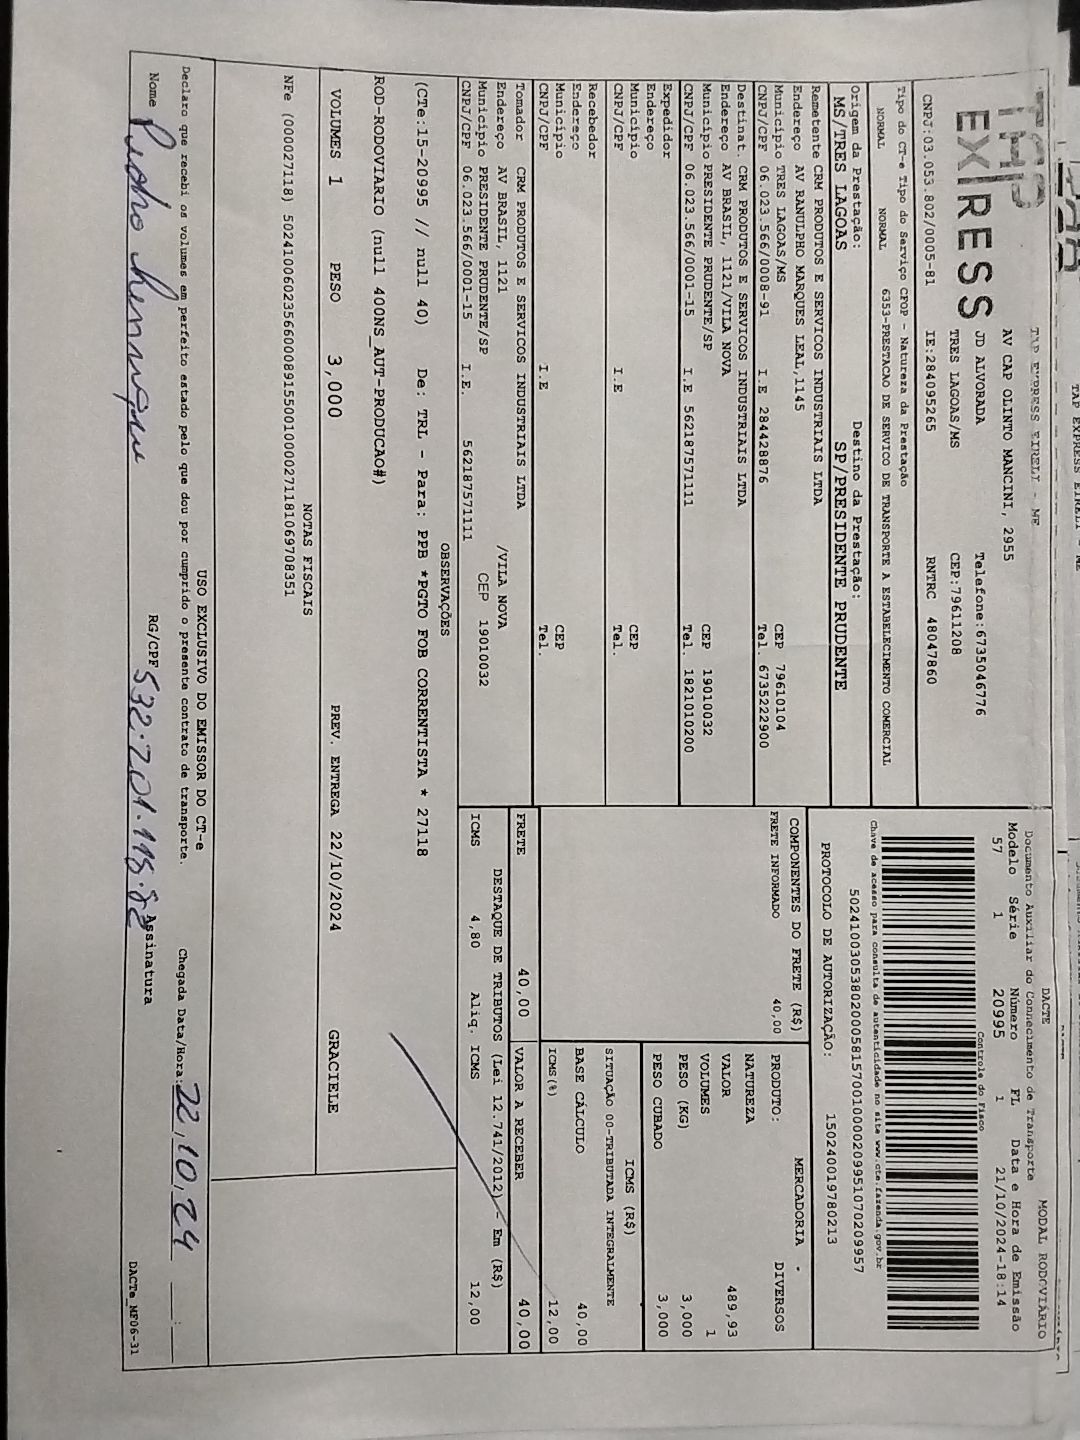 TAP EXPRESS EIRELI - ME
TAP
EXPRESS
AV CAP OLINTO MANCINI, 2955
JD ALVORADA
TRES LAGOAS/MS
Telefone:6735046776
CEP:79611208
CNPJ:03.053.802/0005-81 IE:284095265 RNTRC 48047860
Tipo do CT-e Tipo do Serviço CFOP - Natureza da Prestação
NORMAL NORMAL 6353-PRESTACAO DE SERVICO DE TRANSPORTE A ESTABELECIMENTO COMERCIAL
Origem da Prestação: Destino da Prestação:
MS/TRES LAGOAS SP/PRESIDENTE PRUDENTE
Remetente CRM PRODUTOS E SERVICOS INDUSTRIAIS LTDA
Endereço AV RANULPHO MARQUES LEAL,1145
Município TRES LAGOAS/MS CEP 79610104
CNPJ/CPF 06.023.566/0008-91 I.E 284428876 Tel. 6735222900
Destinat. CRM PRODUTOS E SERVICOS INDUSTRIAIS LTDA
Endereço AV BRASIL, 1121/VILA NOVA
Município PRESIDENTE PRUDENTE/SP CEP 19010032
CNPJ/CPF 06.023.566/0001-15 I.E 562187571111 Tel. 1821010200
Expedidor
Endereço
Município CEP
CNPJ/CPF I.E Tel.
Recebedor
Endereço
Município CEP
CNPJ/CPF I.E Tel.
Tomador CRM PRODUTOS E SERVICOS INDUSTRIAIS LTDA
Endereço AV BRASIL, 1121 /VILA NOVA
Município PRESIDENTE PRUDENTE/SP CEP 19010032
CNPJ/CPF 06.023.566/0001-15 I.E. 562187571111
DACTE MODAL RODOVIÁRIO
Documento Auxiliar do Conhecimento de Transporte
Modelo Série Número FL Data e Hora de Emissão
57 1 20995 1 21/10/2024-18:14
Controle do Fisco
Chave de acesso para consulta de autenticidade no site www.cte.fazenda.gov.br
50241003053802000581570010000209951070209957
PROTOCOLO DE AUTORIZAÇÃO: 150240019780213
COMPONENTES DO FRETE (R$)
FRETE INFORMADO 40,00
PRODUTO: MERCADORIA - DIVERSOS
NATUREZA
VALOR 489,93
VOLUMES 1
PESO (KG) 3,000
PESO CUBADO 3,000
ICMS (R$)
SITUAÇÃO 00-TRIBUTADA INTEGRALMENTE
BASE CÁLCULO 40,00
ICMS(%) 12,00
FRETE 40,00 VALOR A RECEBER 40,00
DESTAQUE DE TRIBUTOS (Lei 12.741/2012) - Em (R$)
ICMS 4,80 Aliq. ICMS 12,00
OBSERVAÇÕES
(CTe:15-20995 // null 40) De: TRL - Para: PPB *PGTO FOB CORRENTISTA * 27118
ROD-RODOVIARIO (null 400NS_AUT-PRODUCAO#)
VOLUMES 1 PESO 3,000 PREV. ENTREGA 22/10/2024 GRACIELE
NOTAS FISCAIS
NFe (000027118) 50241006023566000891550010000271181069708351
USO EXCLUSIVO DO EMISSOR DO CT-e
Declaro que recebi os volumes em perfeito estado pelo que dou por cumprido o presente contrato de transporte. Chegada Data/Hora: 22,10,24 :
Nome Pedro Henrique RG/CPF 532.201.118.82 Assinatura
DACTe_MF06-31